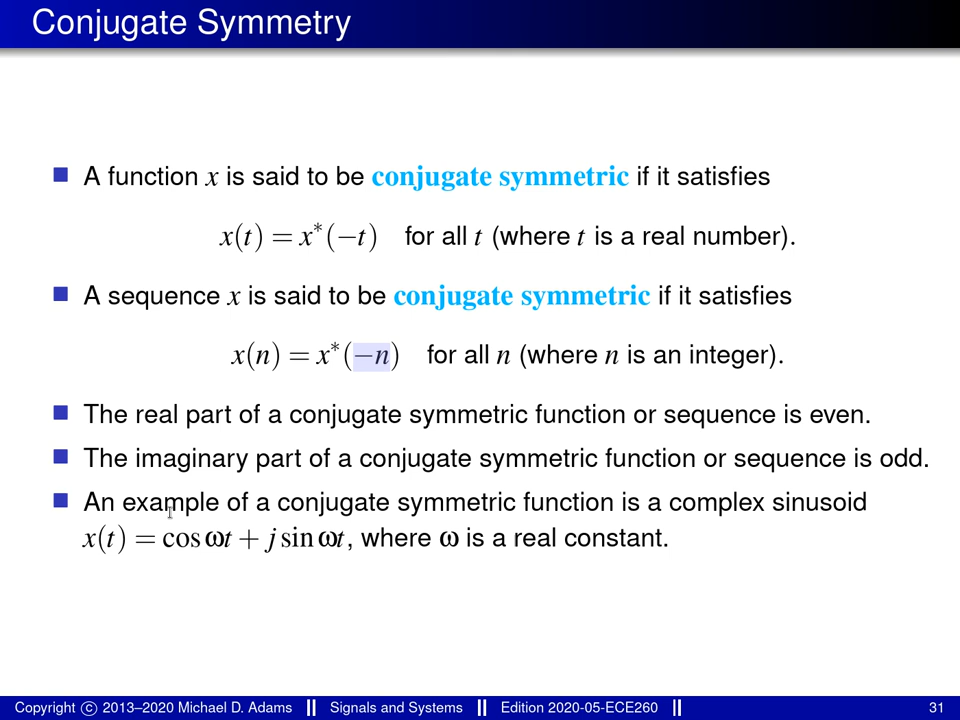 Conjugate Symmetry
A function x is said to be conjugate symmetric if it satisfies
x(t) = x*(−t) for all t (where t is a real number).
A sequence x is said to be conjugate symmetric if it satisfies
x(n) = x*(−n) for all n (where n is an integer).
The real part of a conjugate symmetric function or sequence is even.
The imaginary part of a conjugate symmetric function or sequence is odd.
An example of a conjugate symmetric function is a complex sinusoid
x(t) = cos ωt + j sin ωt, where ω is a real constant.
Copyright © 2013–2020 Michael D. Adams Signals and Systems Edition 2020-05-ECE260 31